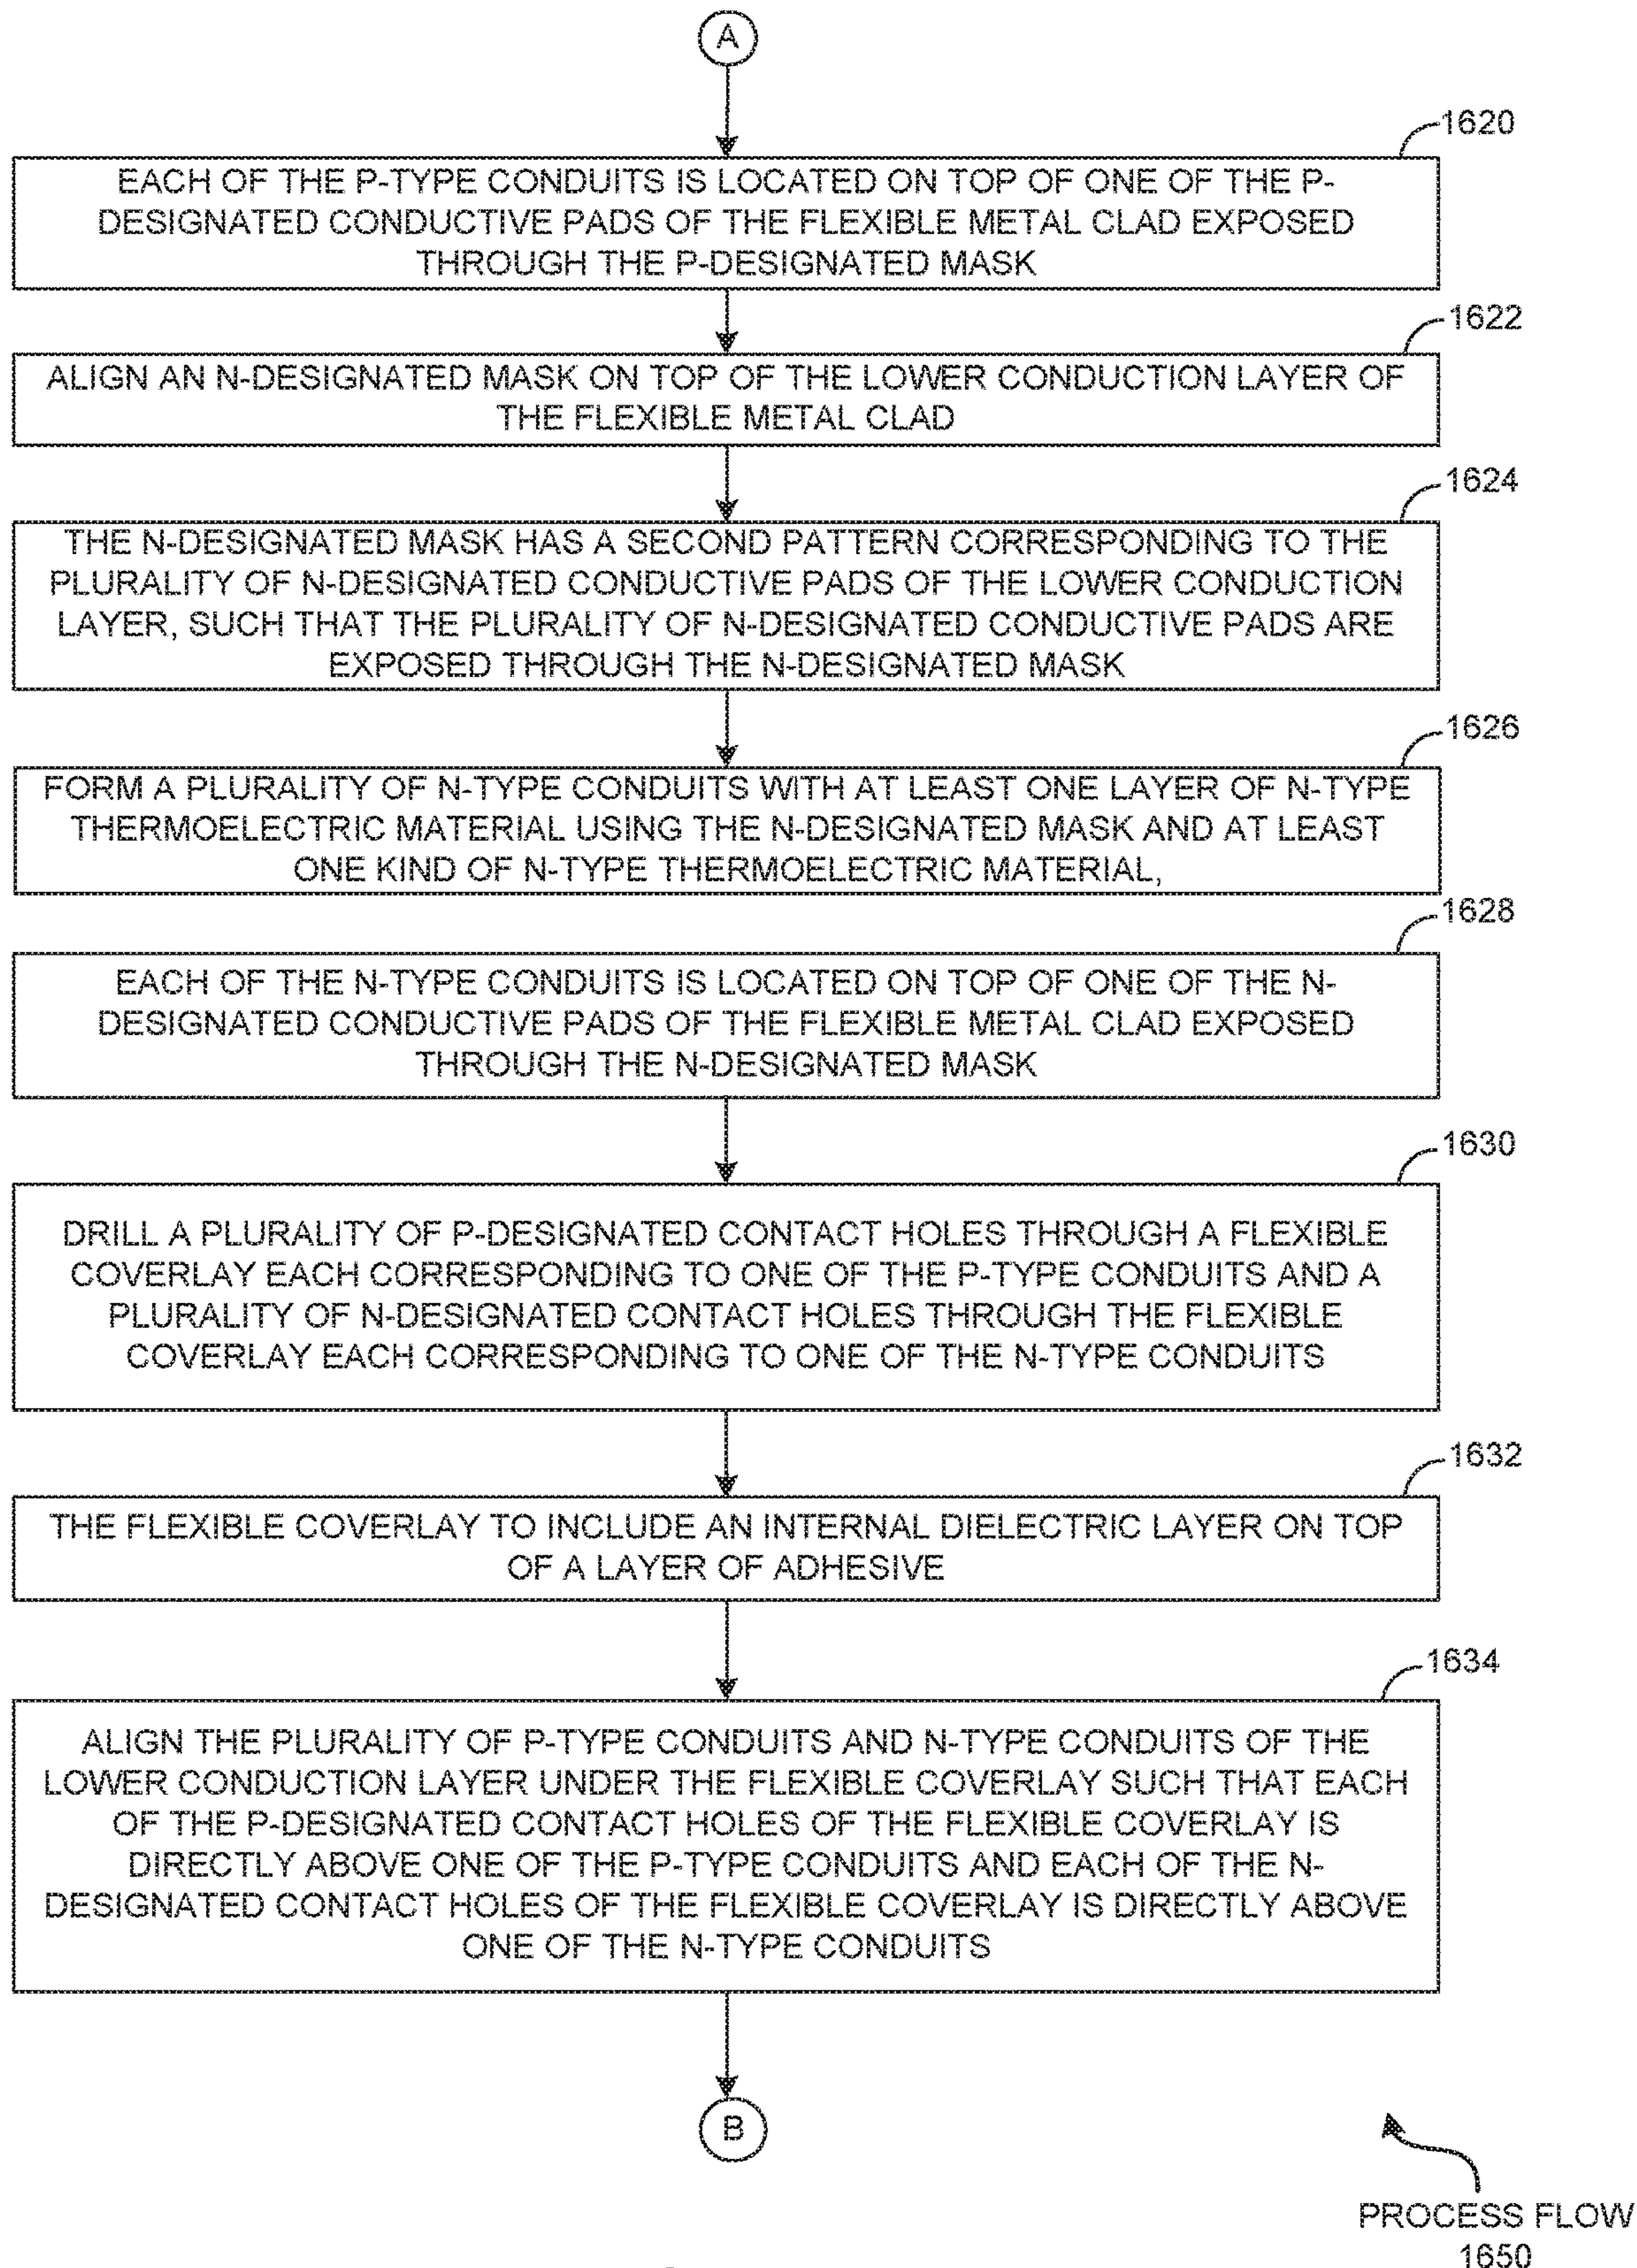 A
1620
EACH OF THE P-TYPE CONDUITS IS LOCATED ON TOP OF ONE OF THE P-
DESIGNATED CONDUCTIVE PADS OF THE FLEXIBLE METAL CLAD EXPOSED
THROUGH THE P-DESIGNATED MASK
1622
ALIGN AN N-DESIGNATED MASK ON TOP OF THE LOWER CONDUCTION LAYER OF
THE FLEXIBLE METAL CLAD
1624
THE N-DESIGNATED MASK HAS A SECOND PATTERN CORRESPONDING TO THE
PLURALITY OF N-DESIGNATED CONDUCTIVE PADS OF THE LOWER CONDUCTION
LAYER, SUCH THAT THE PLURALITY OF N-DESIGNATED CONDUCTIVE PADS ARE
EXPOSED THROUGH THE N-DESIGNATED MASK
1626
FORM A PLURALITY OF N-TYPE CONDUITS WITH AT LEAST ONE LAYER OF N-TYPE
THERMOELECTRIC MATERIAL USING THE N-DESIGNATED MASK AND AT LEAST
ONE KIND OF N-TYPE THERMOELECTRIC MATERIAL,
1628
EACH OF THE N-TYPE CONDUITS IS LOCATED ON TOP OF ONE OF THE N-
DESIGNATED CONDUCTIVE PADS OF THE FLEXIBLE METAL CLAD EXPOSED
THROUGH THE N-DESIGNATED MASK
1630
DRILL A PLURALITY OF P-DESIGNATED CONTACT HOLES THROUGH A FLEXIBLE
COVERLAY EACH CORRESPONDING TO ONE OF THE P-TYPE CONDUITS AND A
PLURALITY OF N-DESIGNATED CONTACT HOLES THROUGH THE FLEXIBLE
COVERLAY EACH CORRESPONDING TO ONE OF THE N-TYPE CONDUITS
1632
THE FLEXIBLE COVERLAY TO INCLUDE AN INTERNAL DIELECTRIC LAYER ON TOP
OF A LAYER OF ADHESIVE
1634
ALIGN THE PLURALITY OF P-TYPE CONDUITS AND N-TYPE CONDUITS OF THE
LOWER CONDUCTION LAYER UNDER THE FLEXIBLE COVERLAY SUCH THAT EACH
OF THE P-DESIGNATED CONTACT HOLES OF THE FLEXIBLE COVERLAY IS
DIRECTLY ABOVE ONE OF THE P-TYPE CONDUITS AND EACH OF THE N-
DESIGNATED CONTACT HOLES OF THE FLEXIBLE COVERLAY IS DIRECTLY ABOVE
ONE OF THE N-TYPE CONDUITS
B
PROCESS FLOW
1650